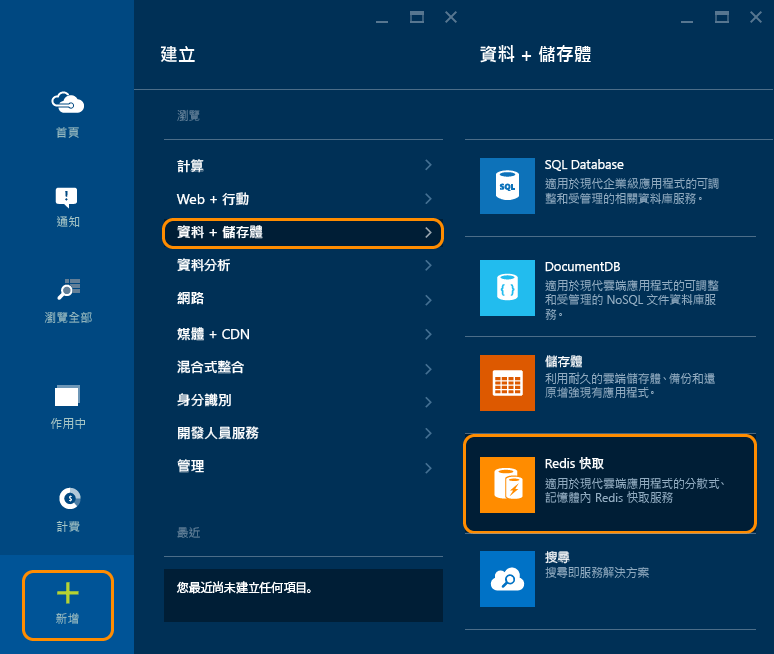 首頁
通知
瀏覽全部
作用中
計費
新增
建立
瀏覽
計算
Web + 行動
資料 + 儲存體
資料分析
網路
媒體 + CDN
混合式整合
身分識別
開發人員服務
管理
最近
您最近尚未建立任何項目。
資料 + 儲存體
SQL
SQL Database
適用於現代企業級應用程式的可調
整和受管理的相關資料庫服務。
DocumentDB
適用於現代雲端應用程式的可調整
和受管理的 NoSQL 文件資料庫服
務。
儲存體
利用耐久的雲端儲存體、備份和還
原增強現有應用程式。
Redis 快取
適用於現代雲端應用程式的分散式、
記憶體內 Redis 快取服務
搜尋
搜尋即服務解決方案